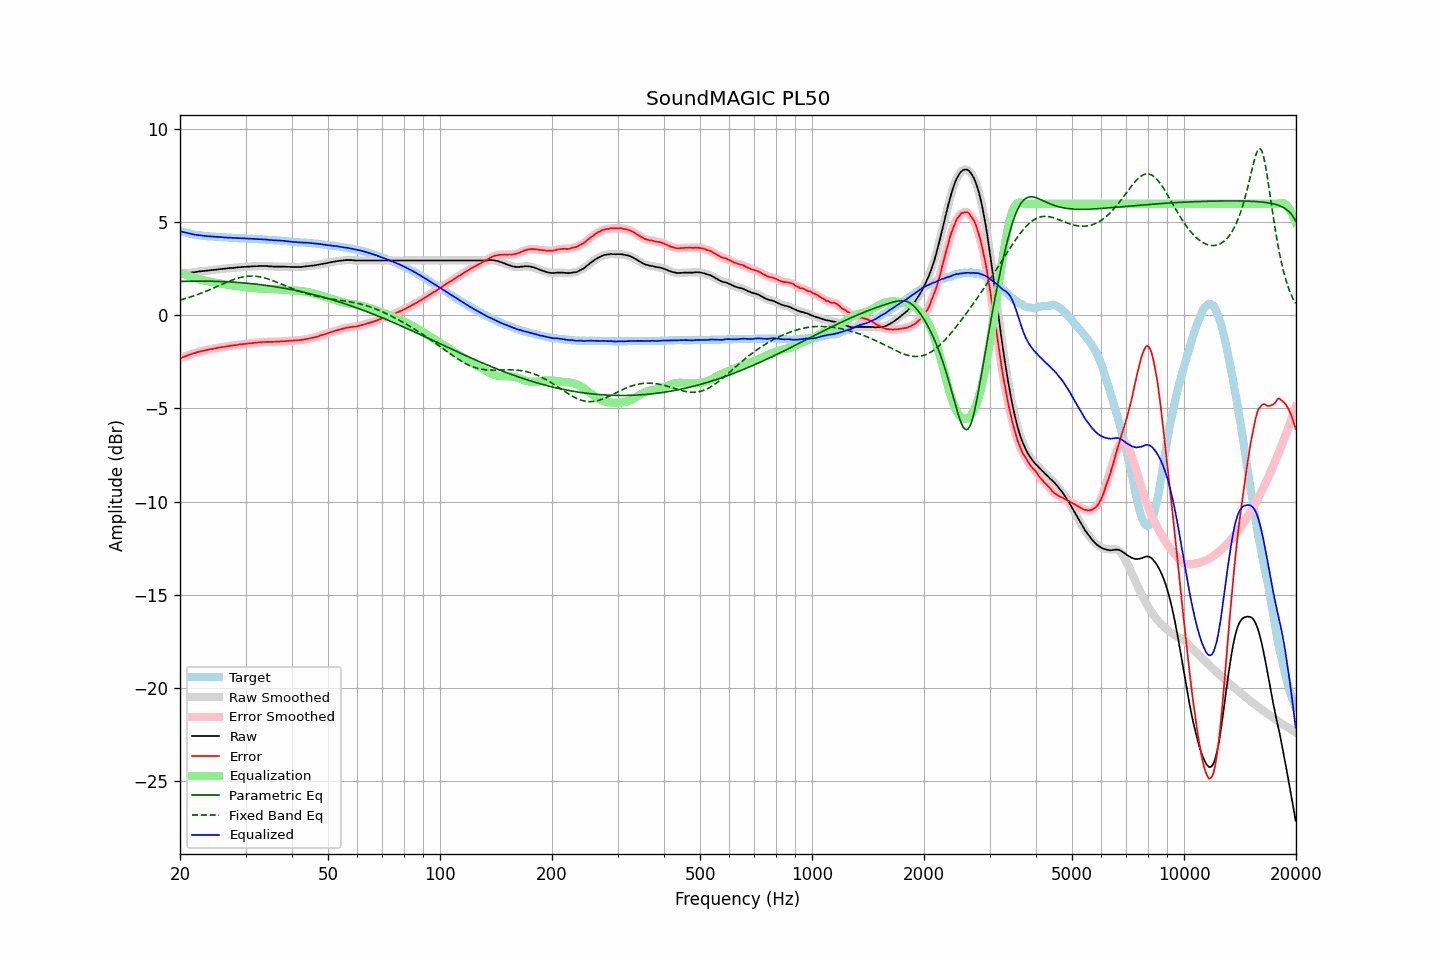 SoundMAGIC PL50
Amplitude (dBr)
10
5
0
−5
−10
−15
−20
−25
Target
Raw Smoothed
Error Smoothed
Raw
Error
Equalization
Parametric Eq
Fixed Band Eq
Equalized
20 50 100 200 500 1000 2000 5000 10000 20000
Frequency (Hz)